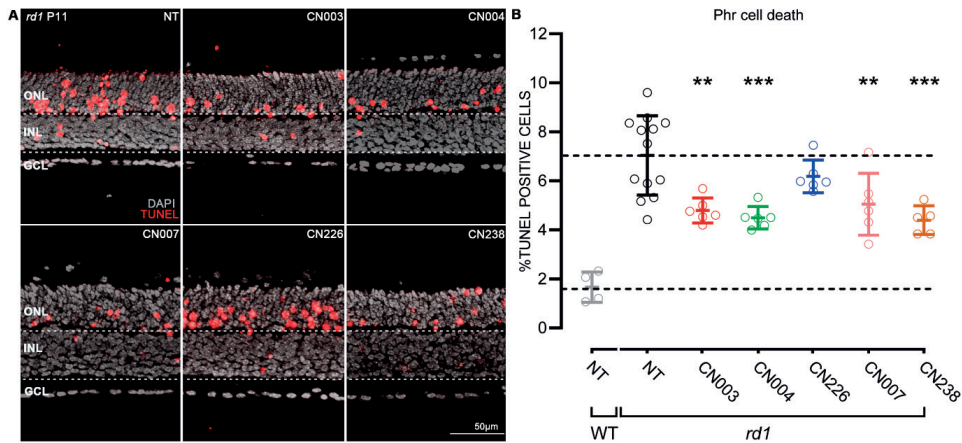 A
rd1 P11 NT
CN003
CN004
ONL
INL
GCL
DAPI
TUNEL
CN007
CN226
CN238
ONL
INL
GCL
50µm
B
Phr cell death
%TUNEL POSITIVE CELLS
12
10
8
6
4
2
0
** *** ** ***
NT NT CN003 CN004 CN226 CN007 CN238
WT rd1